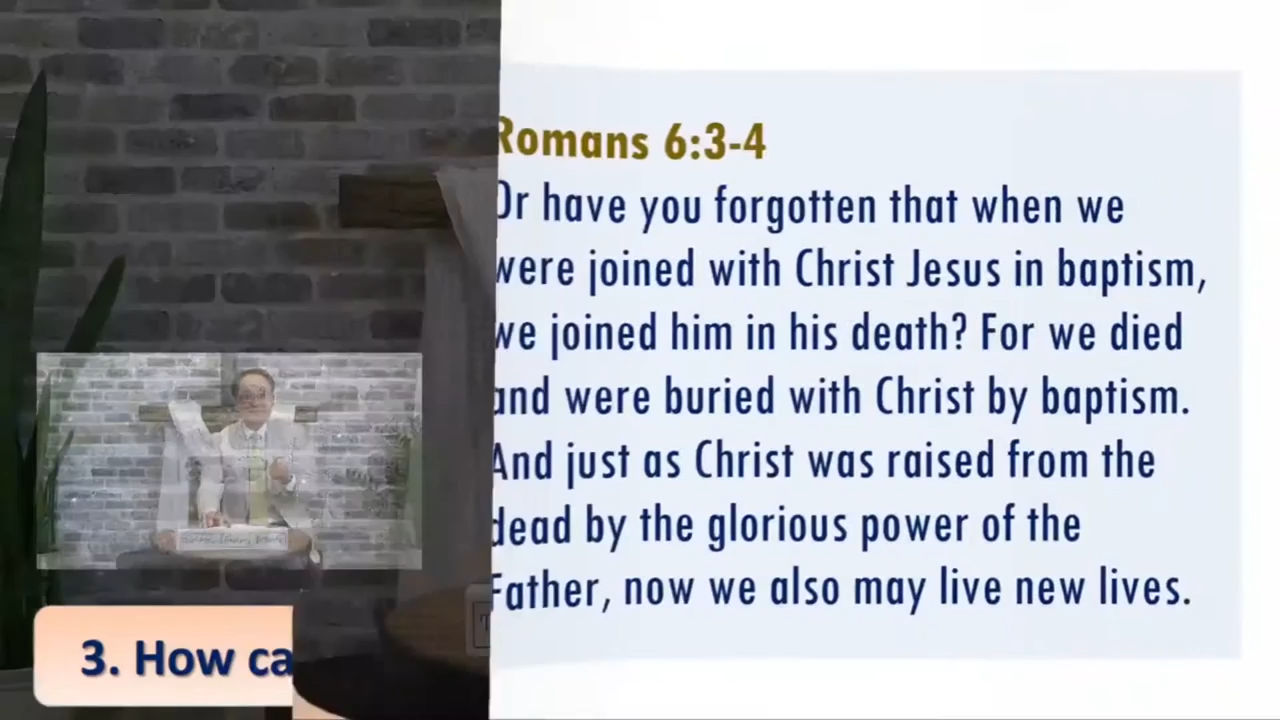 Romans 6:3-4
Or have you forgotten that when we
were joined with Christ Jesus in baptism,
we joined him in his death? For we died
and were buried with Christ by baptism.
And just as Christ was raised from the
dead by the glorious power of the
Father, now we also may live new lives.
3. How ca